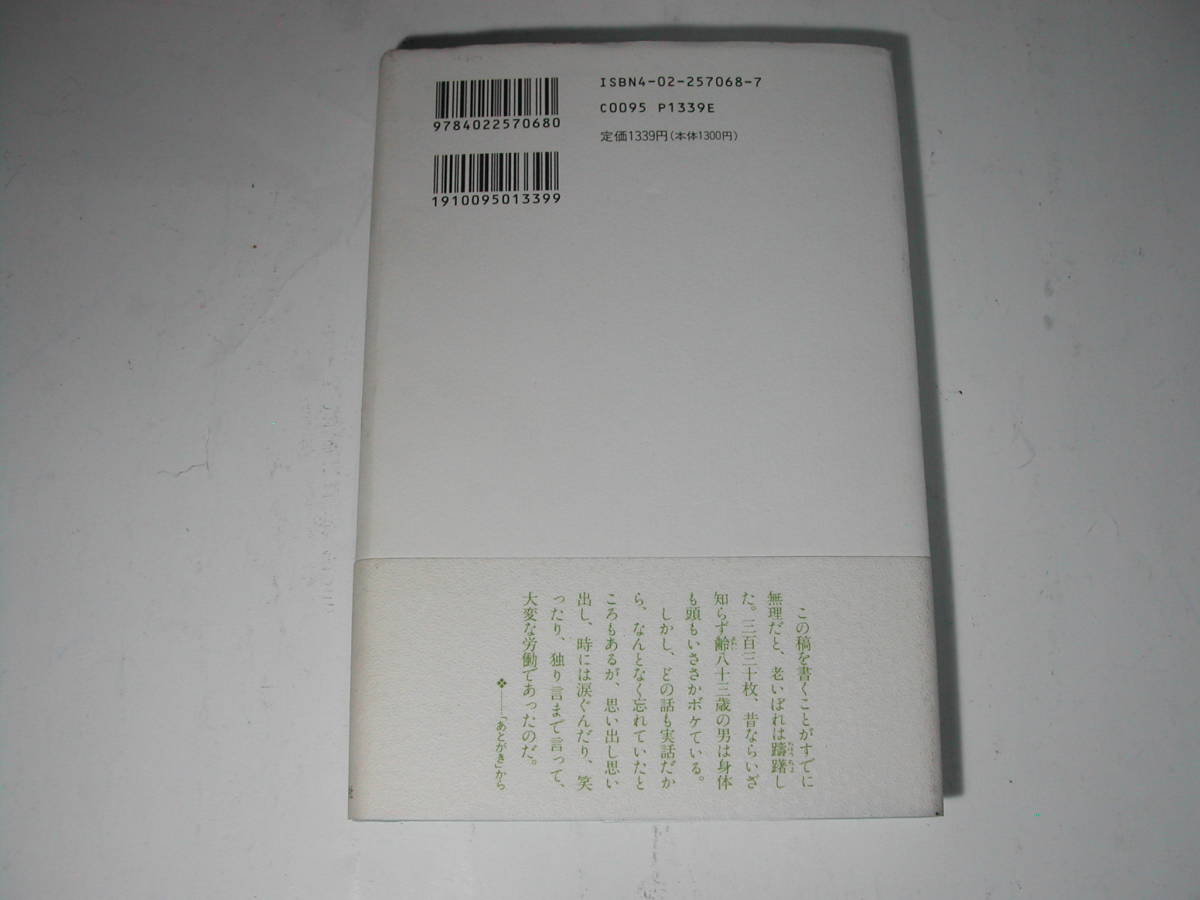 ISBN4-02-257068-7
C0095 P1339E
定価1339円(本体1300円)
9784022570680
1910095013399
この稿を書くことがすでに
無理だと、老いぼれは躊躇し
た。三百三十枚、昔ならいざ
知らず齢八十三歳の男は身体
も頭もいささかボケている。
しかし、どの話も実話だか
ら、なんとなく忘れていたと
ころもあるが、思い出し思い
出し、時には涙ぐんだり、笑
ったり、独り言まで言って、
大変な労働であったのだ。
❖──「あとがき」から